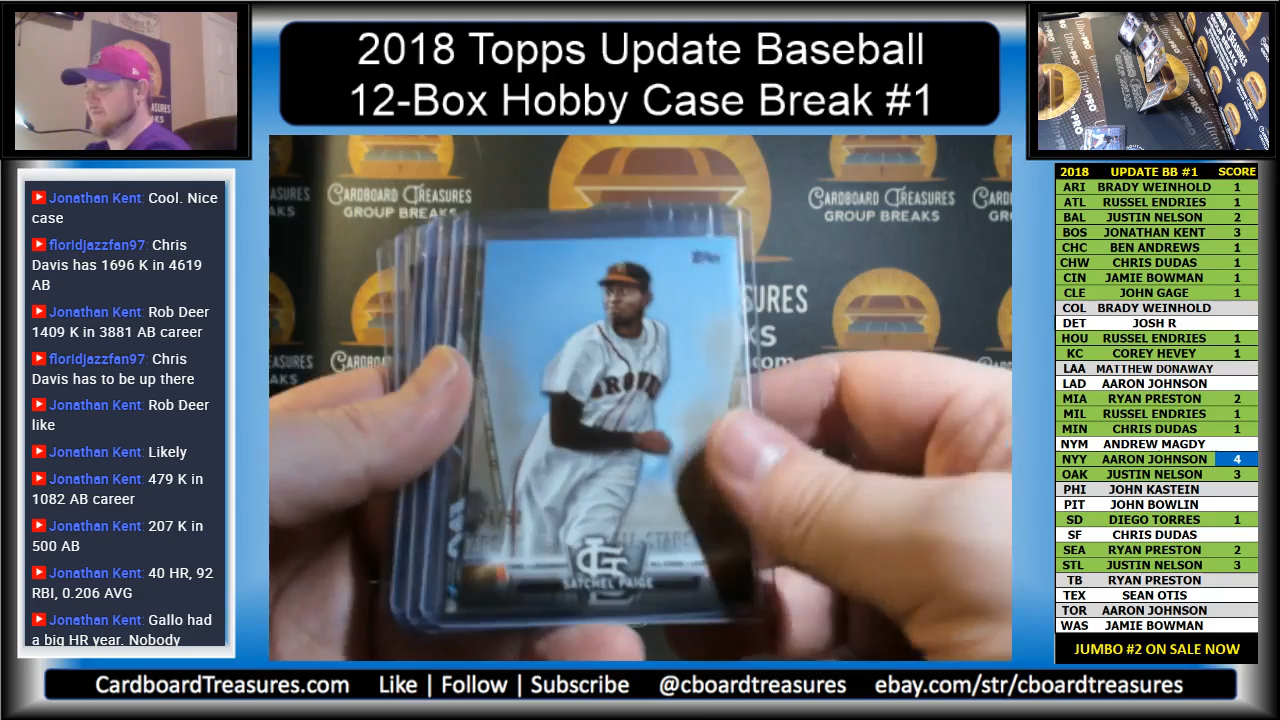 2018 Topps Update Baseball
12-Box Hobby Case Break #1
Jonathan Kent: Cool. Nice
case
floridjazzfan97: Chris
Davis has 1696 K in 4619
AB
Jonathan Kent: Rob Deer
1409 K in 3881 AB career
floridjazzfan97: Chris
Davis has to be up there
Jonathan Kent: Rob Deer
like
Jonathan Kent: Likely
Jonathan Kent: 479 K in
1082 AB career
Jonathan Kent: 207 K in
500 AB
Jonathan Kent: 40 HR, 92
RBI, 0.206 AVG
Jonathan Kent: Gallo had
a big HR year. Nobody
CARDBOARD TREASURES
GROUP BREAKS
CARDBOARD TREASURES
GROUP BREAKS
Topps
SATCHEL PAIGE
2018 UPDATE BB #1 SCORE
ARI BRADY WEINHOLD 1
ATL RUSSEL ENDRIES 1
BAL JUSTIN NELSON 2
BOS JONATHAN KENT 3
CHC BEN ANDREWS 1
CHW CHRIS DUDAS 1
CIN JAMIE BOWMAN 1
CLE JOHN GAGE 1
COL BRADY WEINHOLD
DET JOSH R
HOU RUSSEL ENDRIES 1
KC COREY HEVEY 1
LAA MATTHEW DONAWAY
LAD AARON JOHNSON
MIA RYAN PRESTON 2
MIL RUSSEL ENDRIES 1
MIN CHRIS DUDAS 1
NYM ANDREW MAGDY
NYY AARON JOHNSON 4
OAK JUSTIN NELSON 3
PHI JOHN KASTEIN
PIT JOHN BOWLIN
SD DIEGO TORRES 1
SF CHRIS DUDAS
SEA RYAN PRESTON 2
STL JUSTIN NELSON 3
TB RYAN PRESTON
TEX SEAN OTIS
TOR AARON JOHNSON
WAS JAMIE BOWMAN
JUMBO #2 ON SALE NOW
CardboardTreasures.com Like | Follow | Subscribe @cboardtreasures ebay.com/str/cboardtreasures